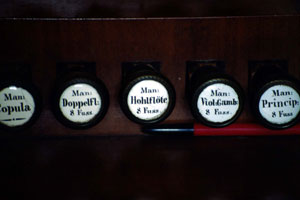 Man:
Copula
Man:
DoppelFl:
8 Fuss.
Man:
Hohlflöte
8 Fuss.
Man:
Viol:Gamb:
8 Fuss.
Man:
Princip
8 Fuss.